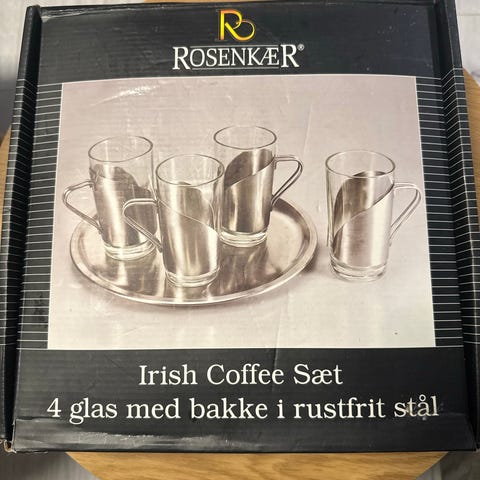 R
ROSENKÆR®
Irish Coffee Sæt
4 glas med bakke i rustfrit stål